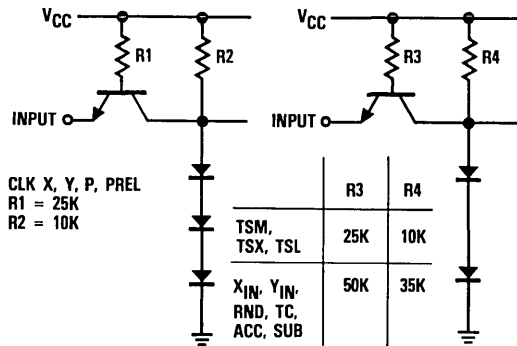 VCC
R1
R2
INPUT
CLK X, Y, P, PREL
R1 = 25K
R2 = 10K
VCC
R3
R4
INPUT
R3 R4
TSM,
TSX, TSL 25K 10K
XIN, YIN, 50K 35K
RND, TC,
ACC, SUB